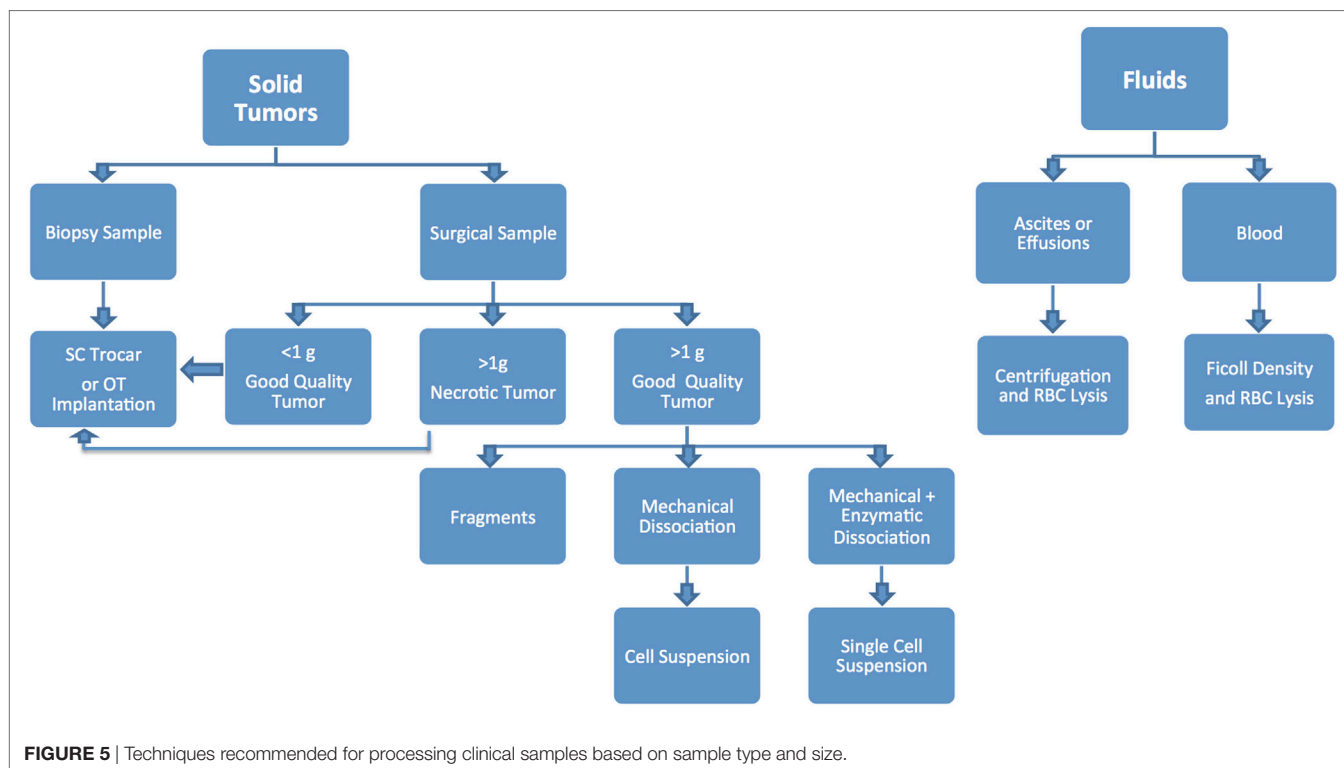 Solid
Tumors
Fluids
Biopsy Sample
Surgical Sample
Ascites or
Effusions
Blood
SC Trocar
or OT
Implantation
<1 g
Good Quality
Tumor
>1g
Necrotic Tumor
>1 g
Good Quality
Tumor
Centrifugation
and RBC Lysis
Ficoll Density
and RBC Lysis
Fragments
Mechanical
Dissociation
Mechanical +
Enzymatic
Dissociation
Cell Suspension
Single Cell
Suspension
FIGURE 5 | Techniques recommended for processing clinical samples based on sample type and size.